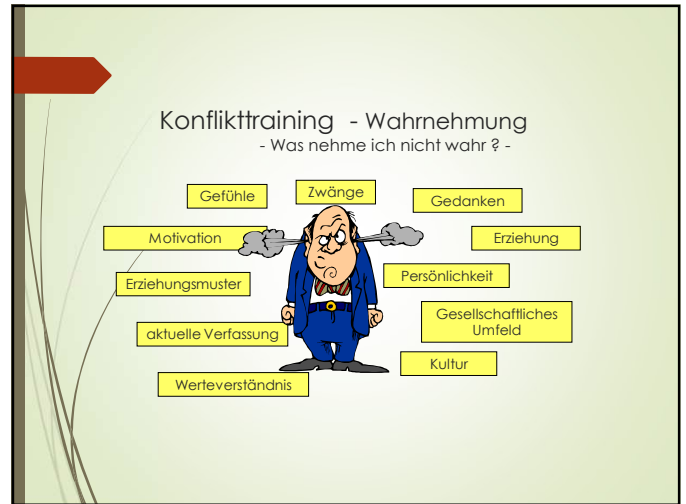 Konflikttraining - Wahrnehmung
- Was nehme ich nicht wahr ? -
Gefühle
Zwänge
Gedanken
Motivation
Erziehung
Erziehungsmuster
Persönlichkeit
aktuelle Verfassung
Gesellschaftliches
Umfeld
Werteverständnis
Kultur